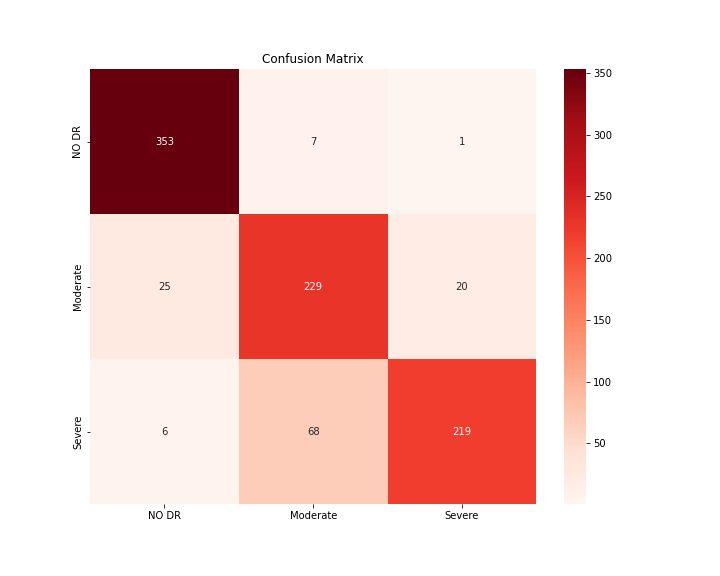 Confusion Matrix
NO DR
353
7
1
Moderate
25
229
20
Severe
6
68
219
NO DR
Moderate
Severe
350
300
250
200
150
100
50